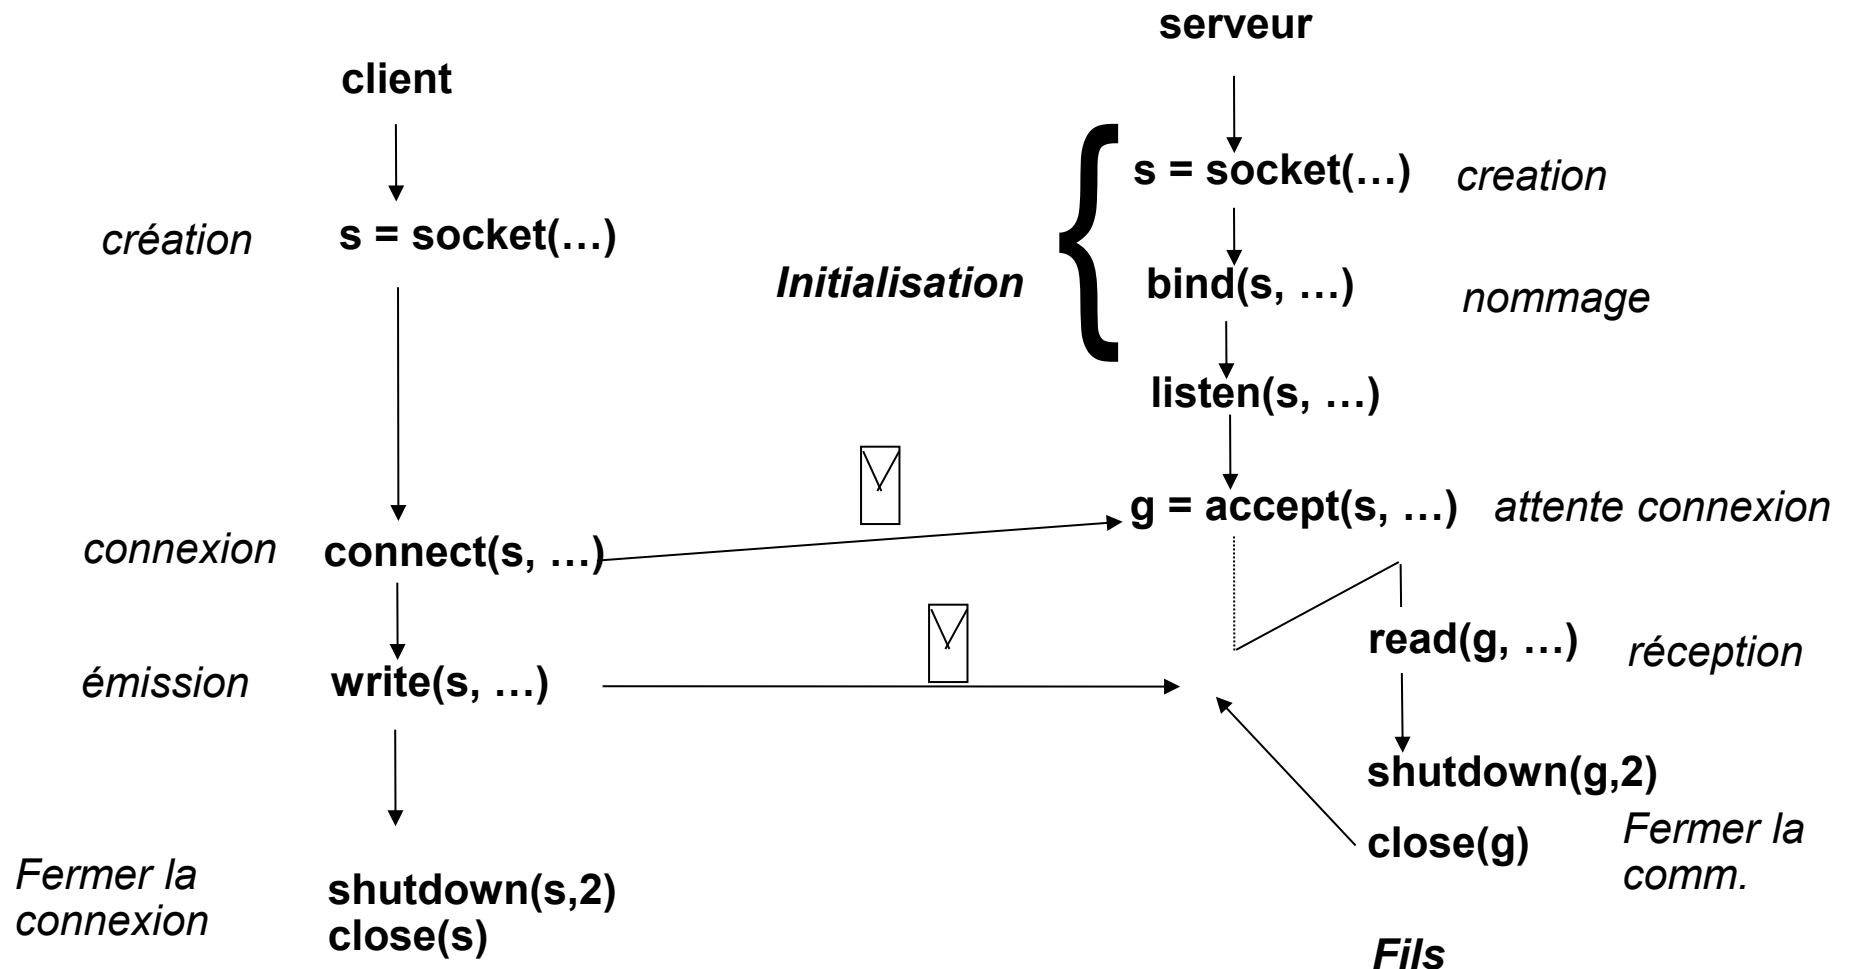 serveur
client
s = socket(…)
creation
création
s = socket(…)
Initialisation
bind(s, …)
nommage
listen(s, …)
g = accept(s, …)
attente connexion
connexion
connect(s, …)
read(g, …)
réception
émission
write(s, …)
shutdown(g,2)
close(g)
Fermer la
comm.
Fermer la
connexion
shutdown(s,2)
close(s)
Fils